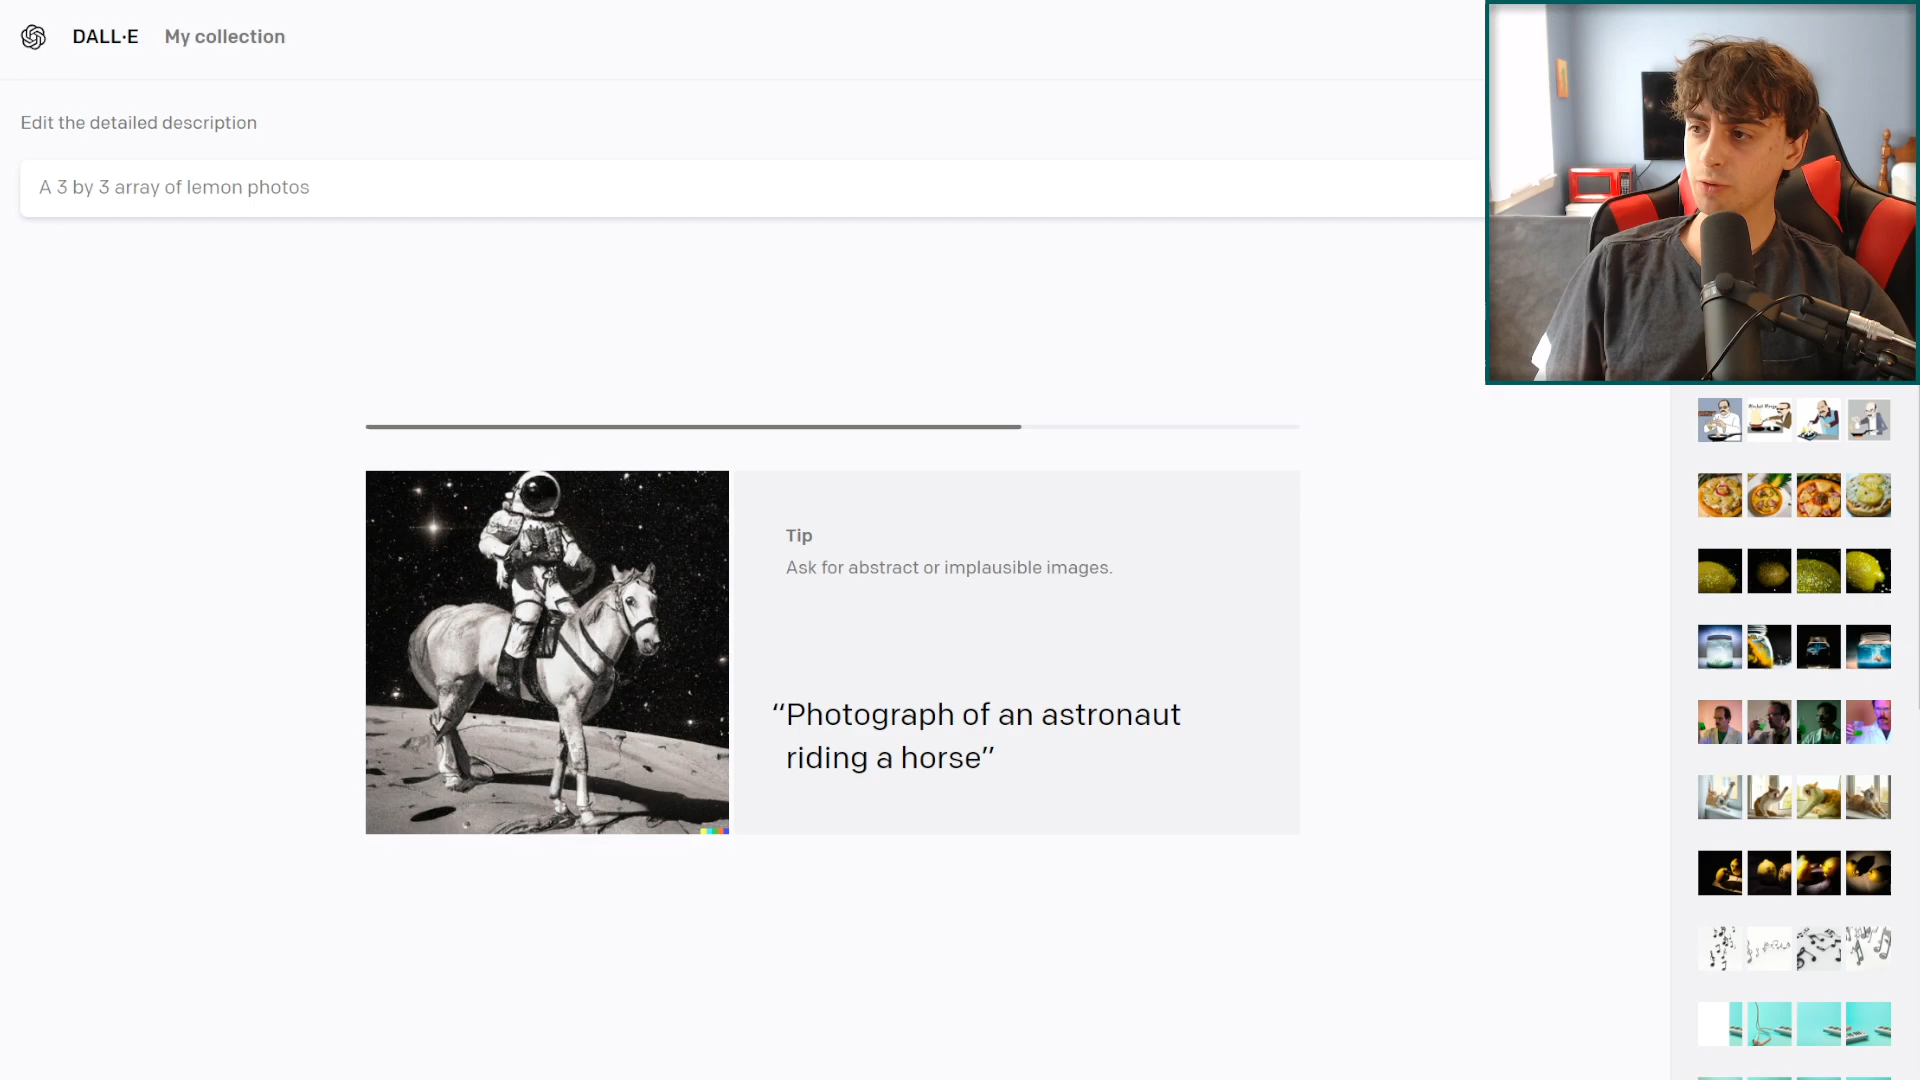 DALL·E My collection
Edit the detailed description
A 3 by 3 array of lemon photos
Tip
Ask for abstract or implausible images.
“Photograph of an astronaut
riding a horse”